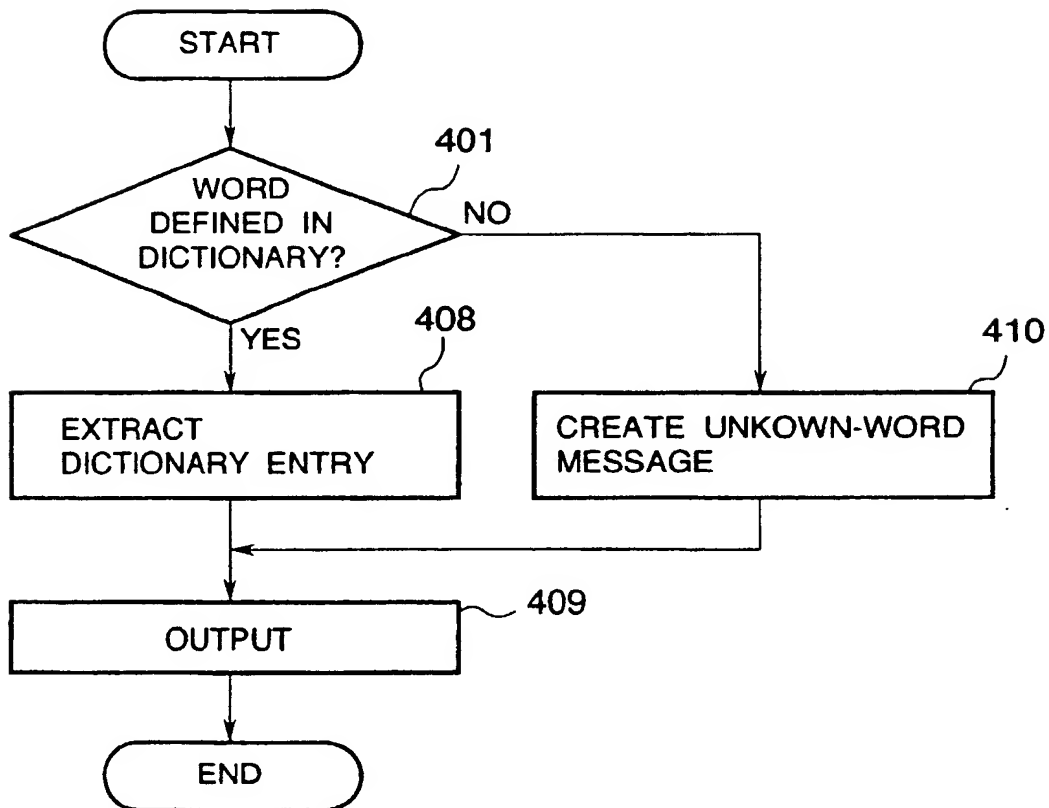 START
401
WORD
DEFINED IN
DICTIONARY?
NO
YES
408
410
EXTRACT
DICTIONARY ENTRY
CREATE UNKOWN-WORD
MESSAGE
409
OUTPUT
END